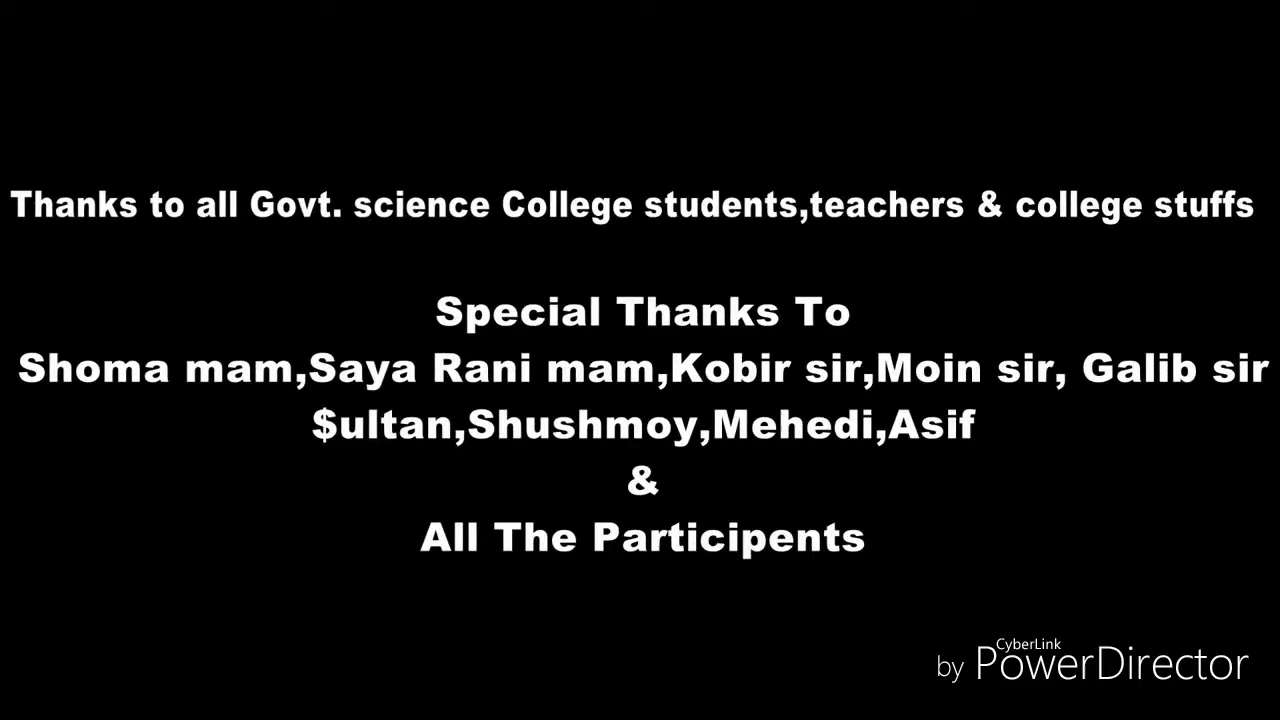 Thanks to all Govt. science College students,teachers & college stuffs
Special Thanks To
Shoma mam,Saya Rani mam,Kobir sir,Moin sir, Galib sir
$ultan,Shushmoy,Mehedi,Asif
&
All The Participents
CyberLink
by PowerDirector